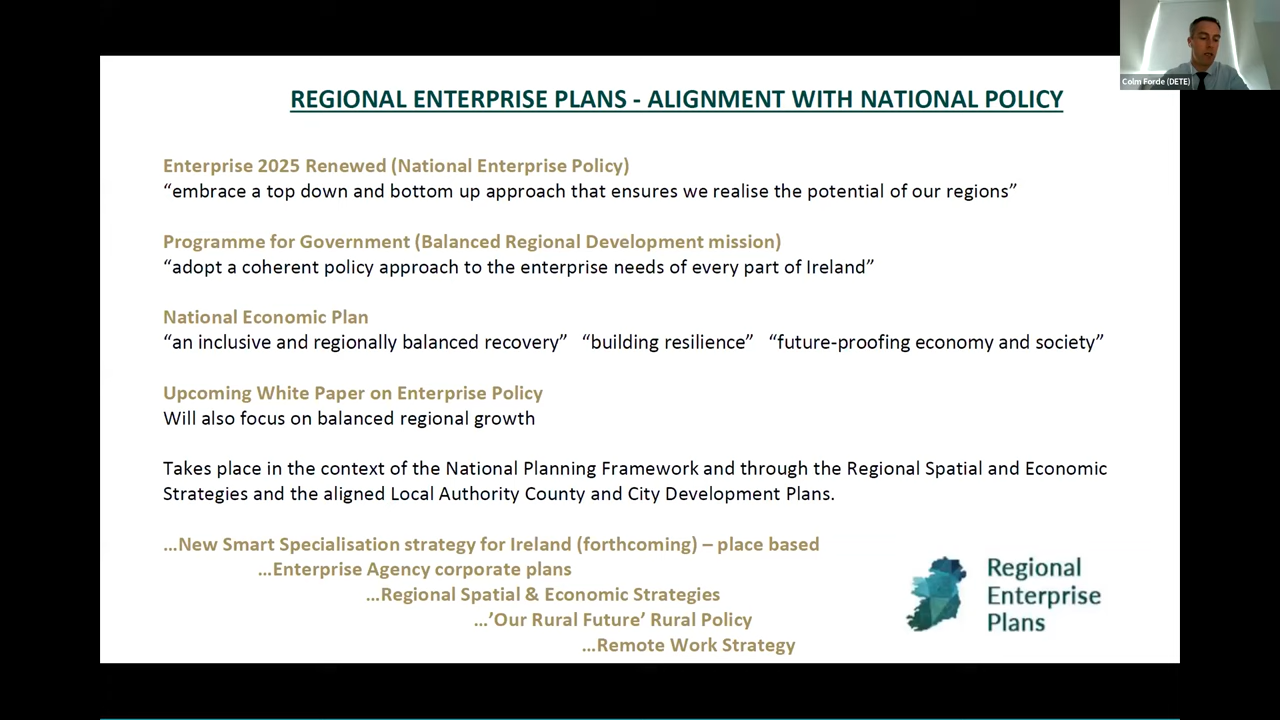 Colm Forde (DETE)
REGIONAL ENTERPRISE PLANS - ALIGNMENT WITH NATIONAL POLICY
Enterprise 2025 Renewed (National Enterprise Policy)
“embrace a top down and bottom up approach that ensures we realise the potential of our regions”
Programme for Government (Balanced Regional Development mission)
“adopt a coherent policy approach to the enterprise needs of every part of Ireland”
National Economic Plan
“an inclusive and regionally balanced recovery” “building resilience” “future-proofing economy and society”
Upcoming White Paper on Enterprise Policy
Will also focus on balanced regional growth
Takes place in the context of the National Planning Framework and through the Regional Spatial and Economic
Strategies and the aligned Local Authority County and City Development Plans.
…New Smart Specialisation strategy for Ireland (forthcoming) – place based
…Enterprise Agency corporate plans
…Regional Spatial & Economic Strategies
…’Our Rural Future’ Rural Policy
…Remote Work Strategy
Regional
Enterprise
Plans